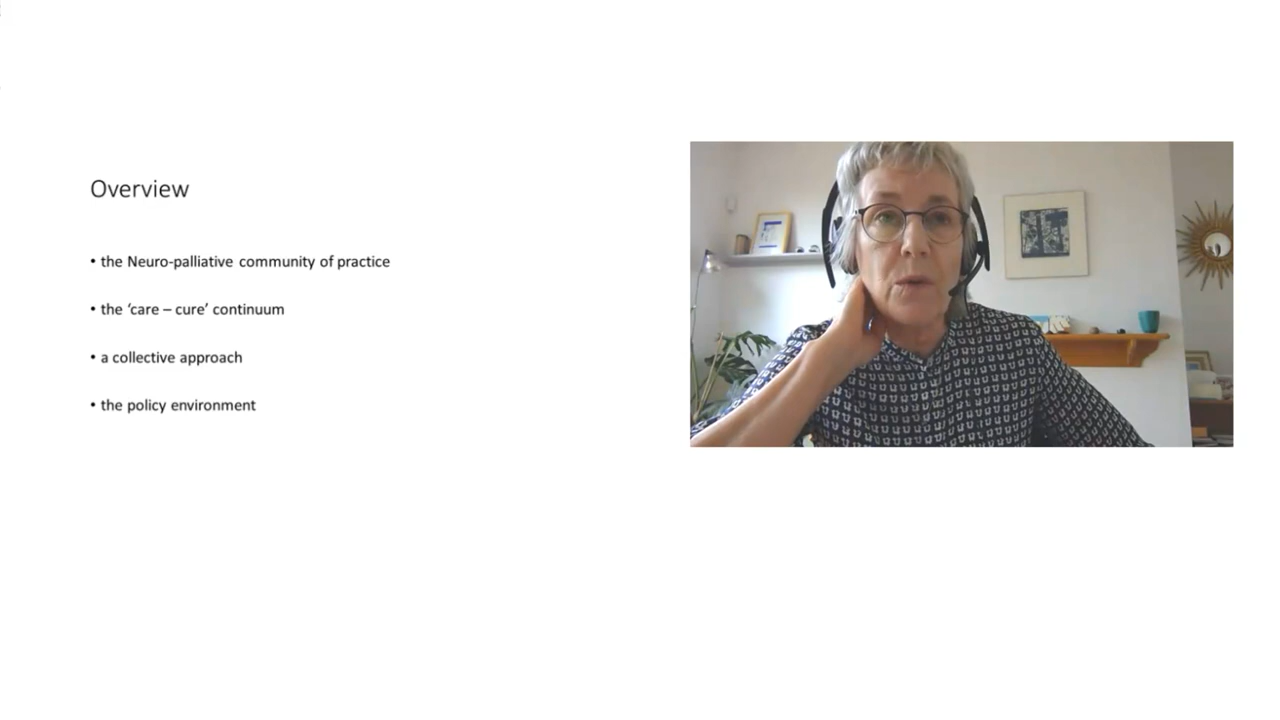 Overview
• the Neuro-palliative community of practice
• the ‘care – cure’ continuum
• a collective approach
• the policy environment